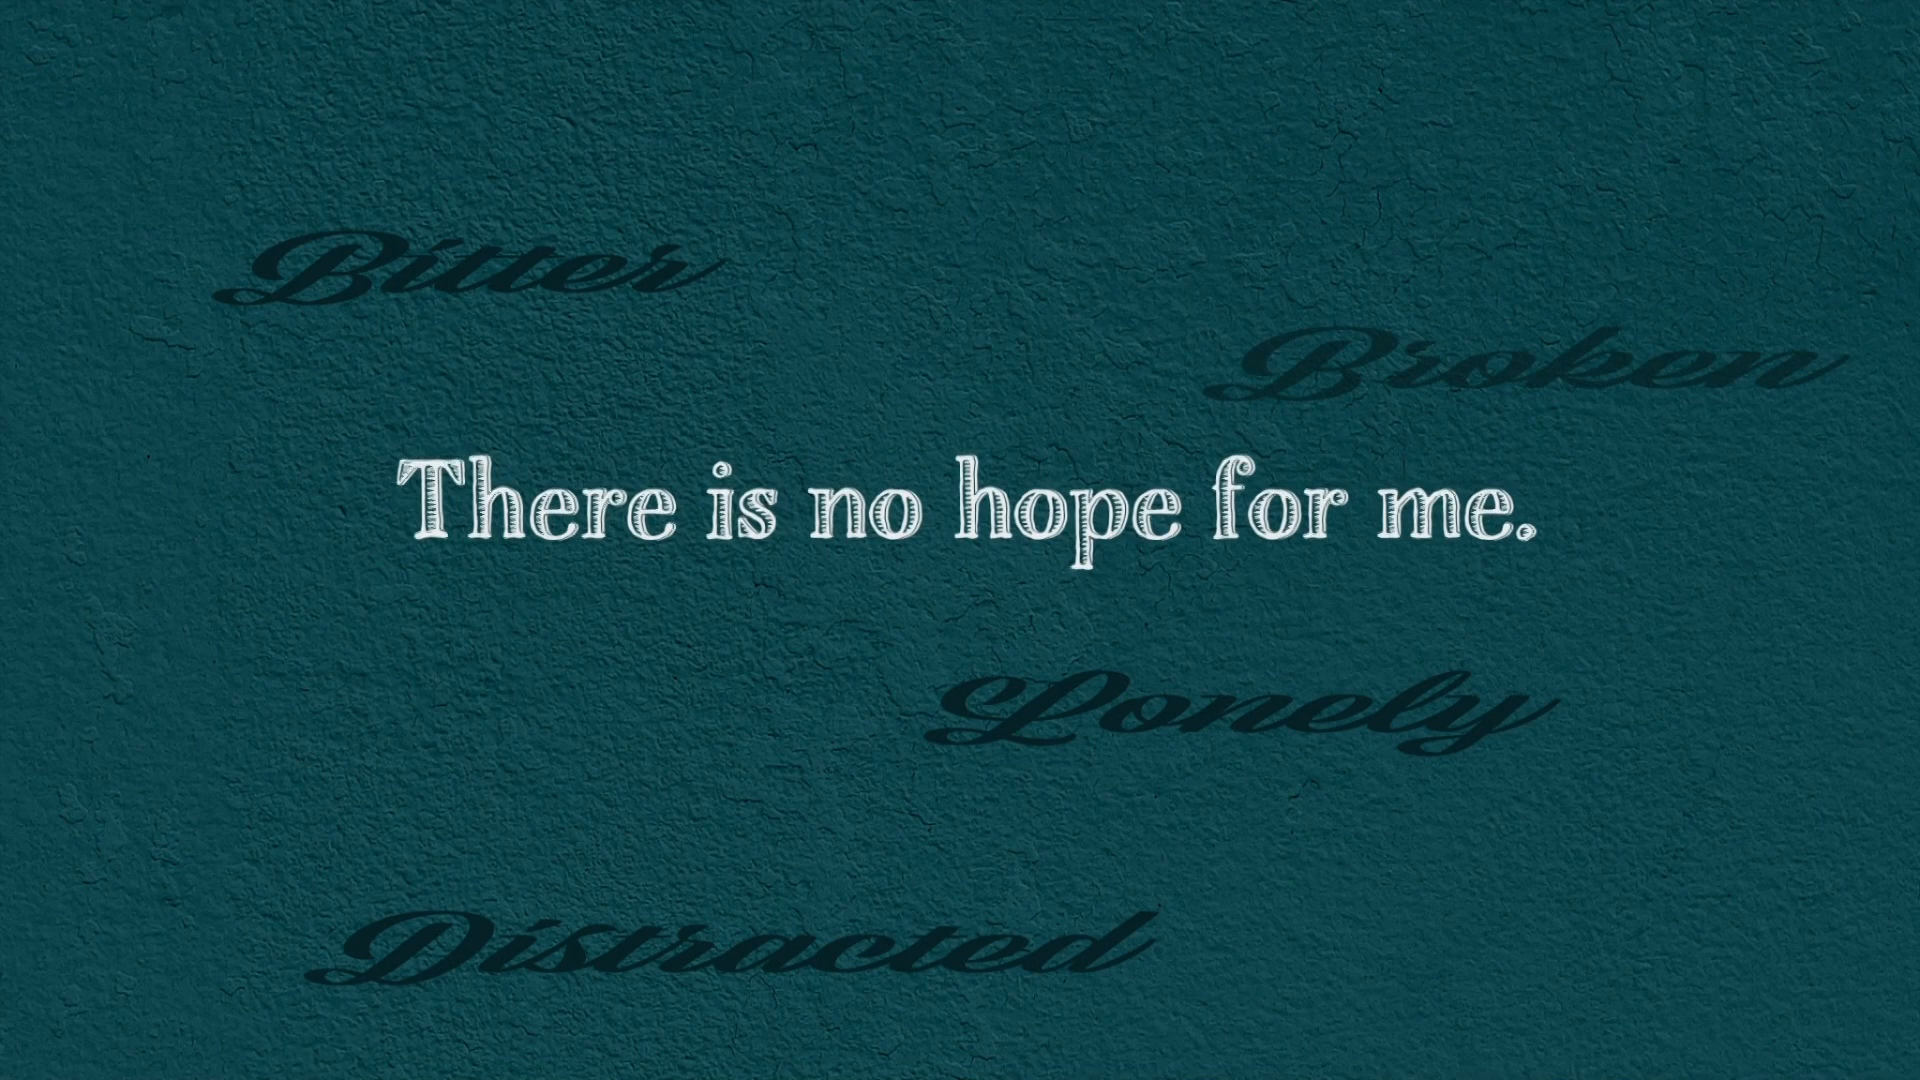 Bitter
Broken
There is no hope for me.
Lonely
Distracted